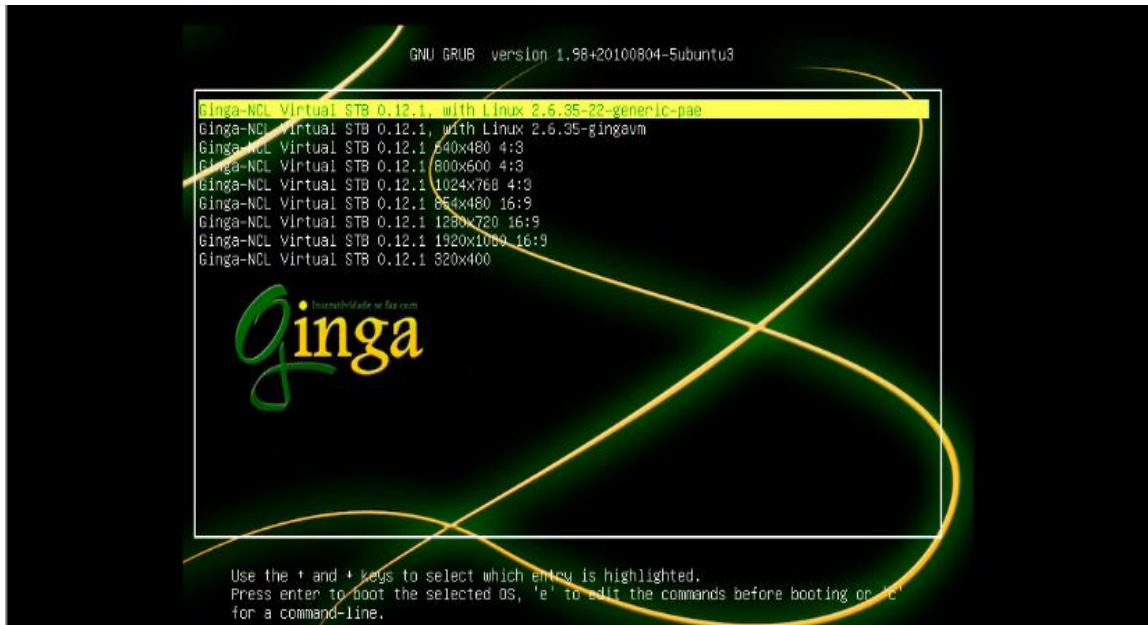 GNU GRUB version 1.98+20100804-5ubuntu3
Ginga-NCL Virtual STB 0.12.1, with Linux 2.6.35-22-generic-pae
Ginga-NCL Virtual STB 0.12.1, with Linux 2.6.35-gingavm
Ginga-NCL Virtual STB 0.12.1 640x480 4:3
Ginga-NCL Virtual STB 0.12.1 800x600 4:3
Ginga-NCL Virtual STB 0.12.1 1024x768 4:3
Ginga-NCL Virtual STB 0.12.1 854x480 16:9
Ginga-NCL Virtual STB 0.12.1 1280x720 16:9
Ginga-NCL Virtual STB 0.12.1 1920x1080 16:9
Ginga-NCL Virtual STB 0.12.1 320x400
Interatividade se faz com
Ginga
Use the ↑ and ↓ keys to select which entry is highlighted.
Press enter to boot the selected OS, 'e' to edit the commands before booting or 'c'
for a command-line.